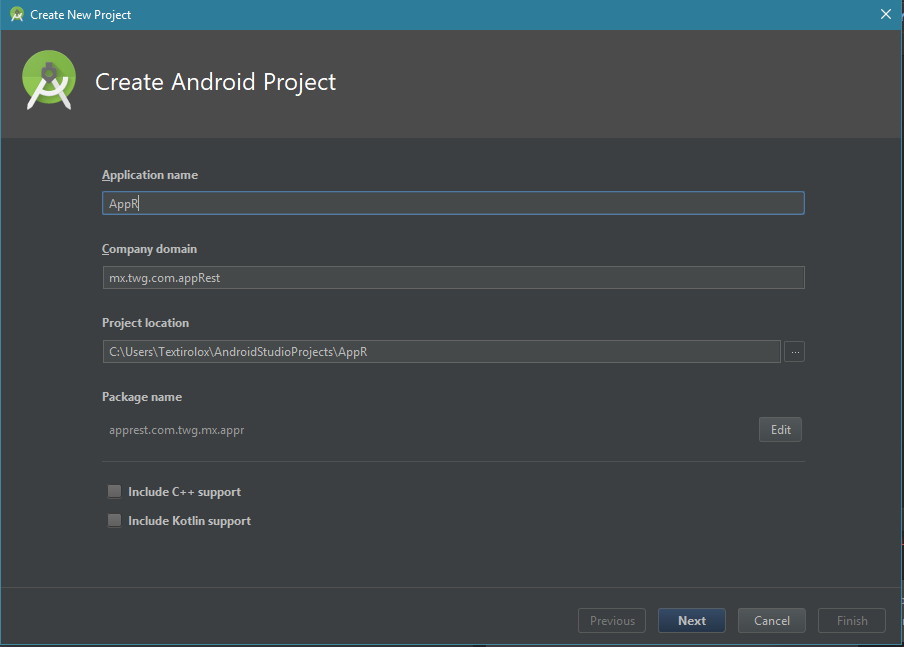 Create New Project
Create Android Project
Application name
AppR
Company domain
mx.twg.com.appRest
Project location
C:\Users\Textirolox\AndroidStudioProjects\AppR
...
Package name
apprest.com.twg.mx.appr
Edit
Include C++ support
Include Kotlin support
Previous
Next
Cancel
Finish